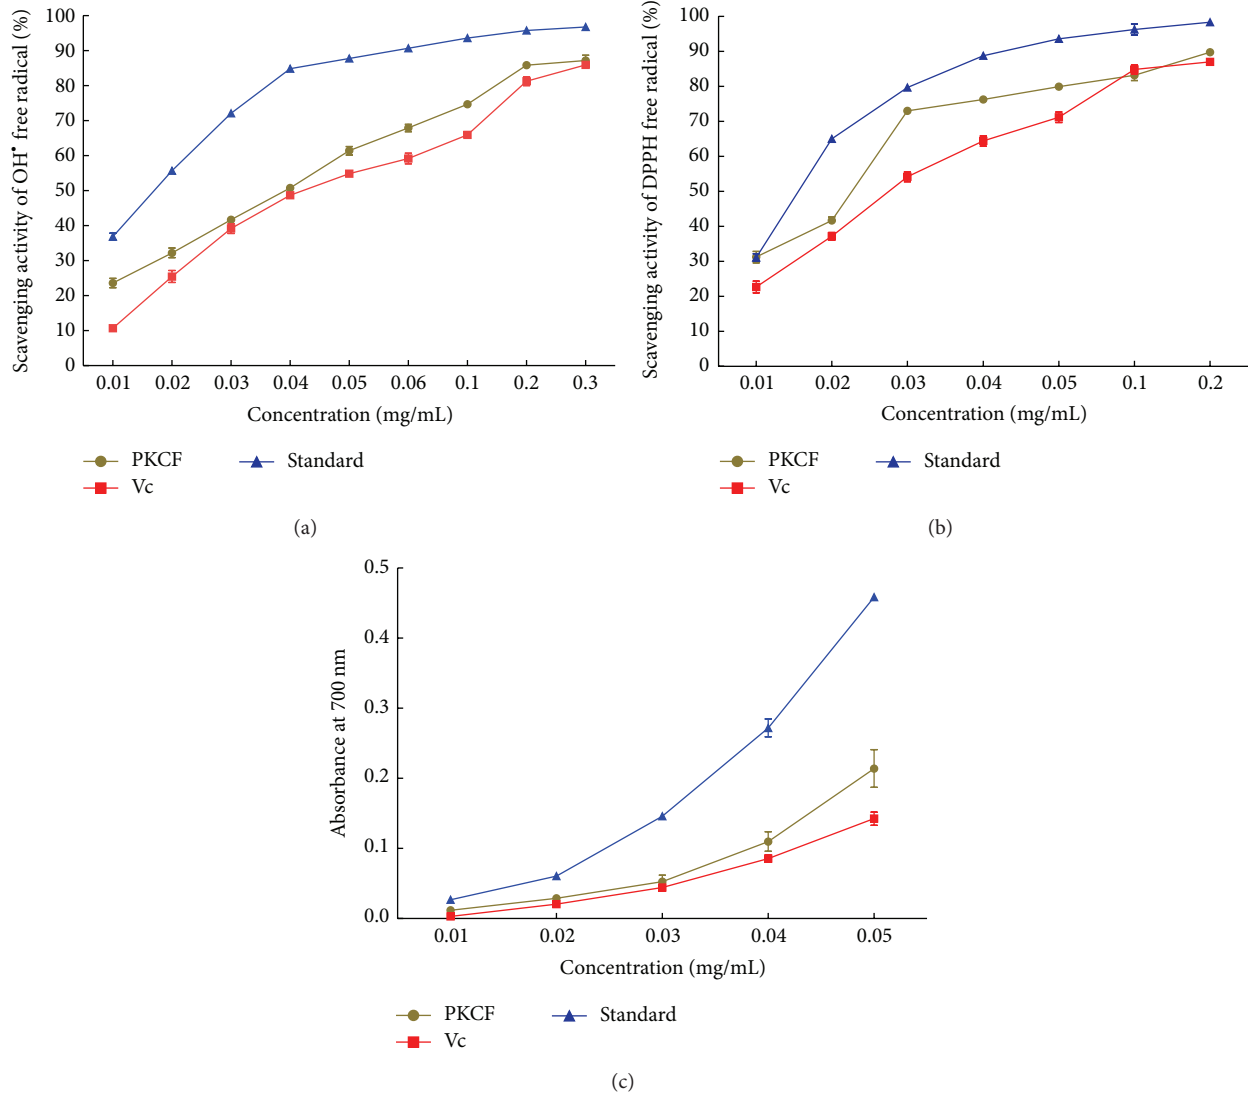 Scavenging activity of OH• free radical (%)
100
90
80
70
60
50
40
30
20
10
0
0.01 0.02 0.03 0.04 0.05 0.06 0.1 0.2 0.3
Concentration (mg/mL)
PKCF Standard
Vc
(a)
Scavenging activity of DPPH free radical (%)
100
90
80
70
60
50
40
30
20
10
0
0.01 0.02 0.03 0.04 0.05 0.1 0.2
Concentration (mg/mL)
PKCF Standard
Vc
(b)
Absorbance at 700 nm
0.5
0.4
0.3
0.2
0.1
0.0
0.01 0.02 0.03 0.04 0.05
Concentration (mg/mL)
PKCF Standard
Vc
(c)